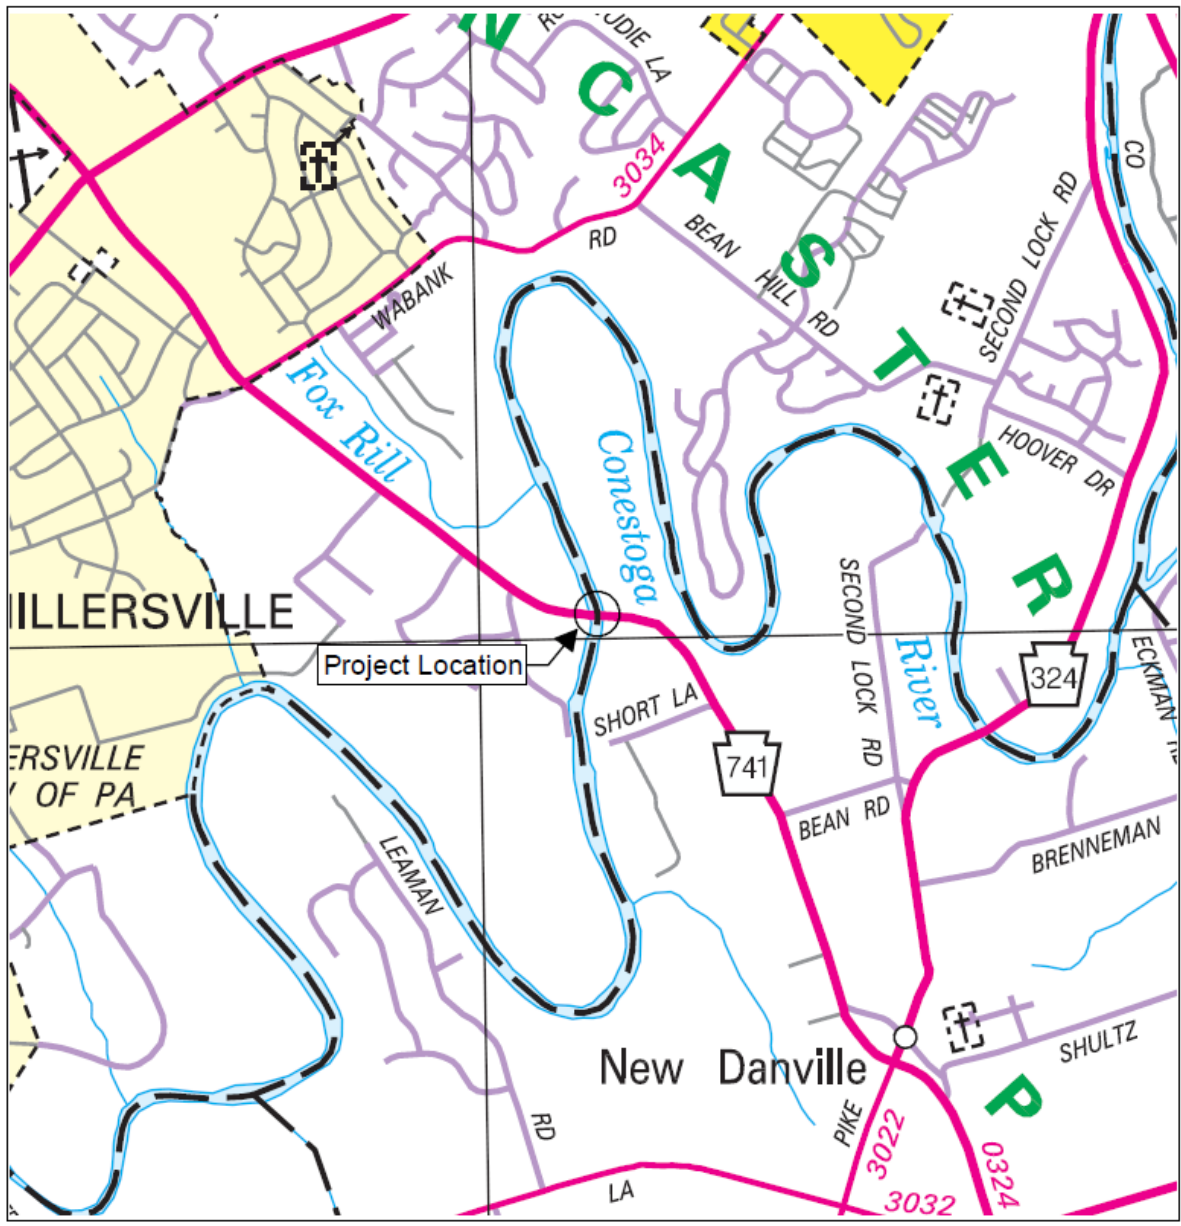 N
C
A
S
T
E
R
P
RUDIE LA
3034
CO
RD
BEAN
HILL
RD
SECOND LOCK RD
WABANK
Fox Rill
Conestoga
HOOVER DR
ILLERSVILLE
SECOND LOCK RD
River
324
ECKMAN
Project Location
SHORT LA
741
ERSVILLE
OF PA
BEAN RD
BRENNEMAN
LEAMAN
SHULTZ
New Danville
RD
PIKE
3022
0324
LA
3032